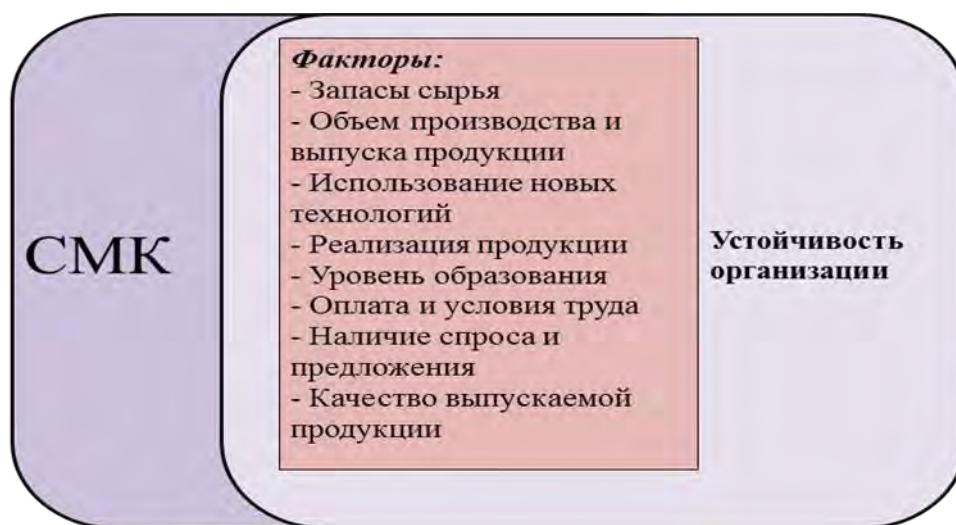 СМК
Факторы:
- Запасы сырья
- Объем производства и
выпуска продукции
- Использование новых
технологий
- Реализация продукции
- Уровень образования
- Оплата и условия труда
- Наличие спроса и
предложения
- Качество выпускаемой
продукции
Устойчивость
организации